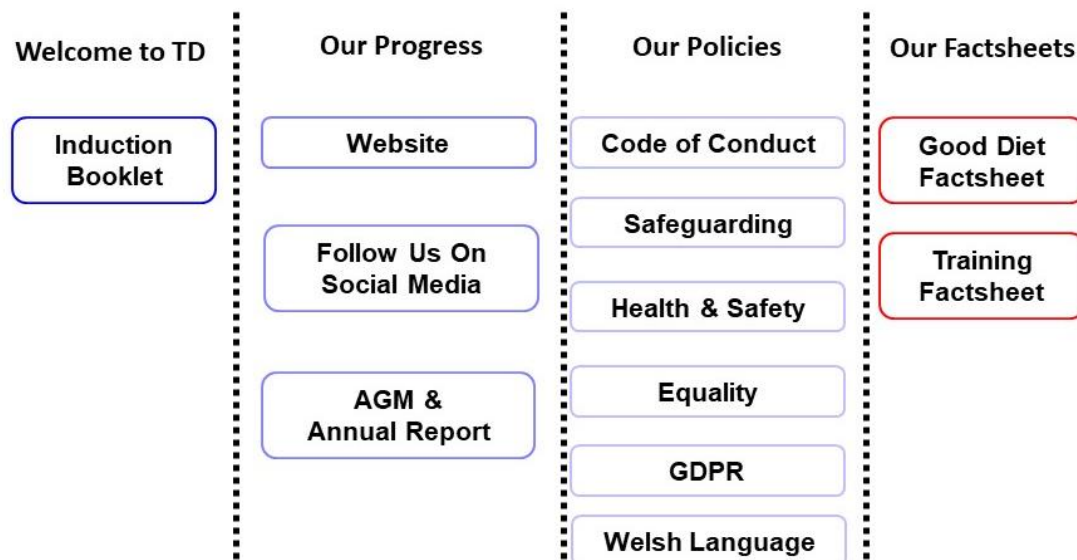 Welcome to TD
Induction
Booklet
Our Progress
Website
Follow Us On
Social Media
AGM &
Annual Report
Our Policies
Code of Conduct
Safeguarding
Health & Safety
Equality
GDPR
Welsh Language
Our Factsheets
Good Diet
Factsheet
Training
Factsheet